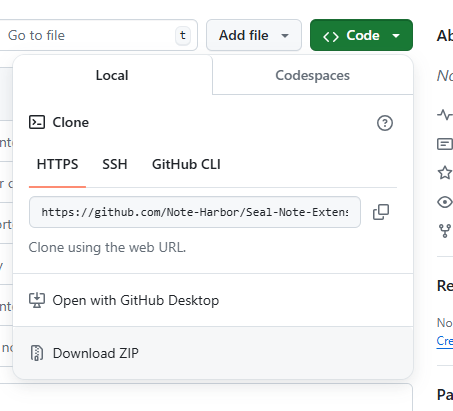 Go to file
t
Add file
Code
Local
Codespaces
Clone
HTTPS
SSH
GitHub CLI
https://github.com/Note-Harbor/Seal-Note-Extens
Clone using the web URL.
Open with GitHub Desktop
Download ZIP
Ab
No
Re
No
Cre
Pa